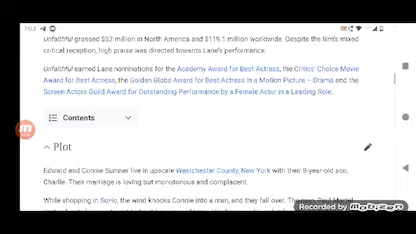 7:03
Unfaithful grossed $52 million in North America and $119.1 million worldwide. Despite the film's mixed
critical reception, high praise was directed towards Lane's performance.
Unfaithful earned Lane nominations for the Academy Award for Best Actress, the Critics' Choice Movie
Award for Best Actress, the Golden Globe Award for Best Actress in a Motion Picture – Drama and the
Screen Actors Guild Award for Outstanding Performance by a Female Actor in a Leading Role.
Contents
Plot
Edward and Connie Sumner live in upscale Westchester County, New York with their 8-year-old son,
Charlie. Their marriage is loving but monotonous and complacent.
While shopping in SoHo, the wind knocks Connie into a man, and they fall over. The man, Paul Martel
Recorded by
MOBIZEN